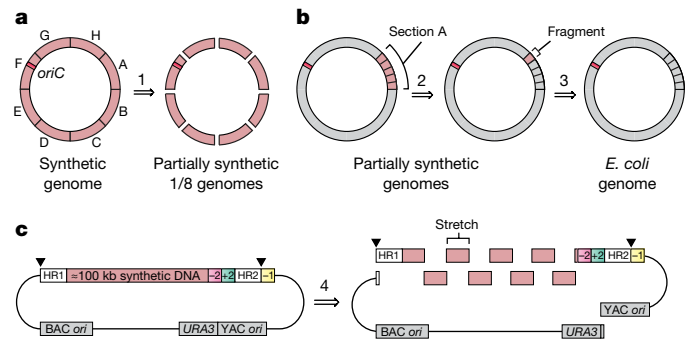 a
G H
F A
oriC
E B
D C
1
Synthetic
genome
Partially synthetic
1/8 genomes
b
Section A
Fragment
2
3
Partially synthetic
genomes
E. coli
genome
c
HR1 ≈100 kb synthetic DNA –2 +2 HR2 –1
BAC ori URA3 YAC ori
4
Stretch
HR1 –2 +2 HR2 –1
YAC ori
BAC ori URA3